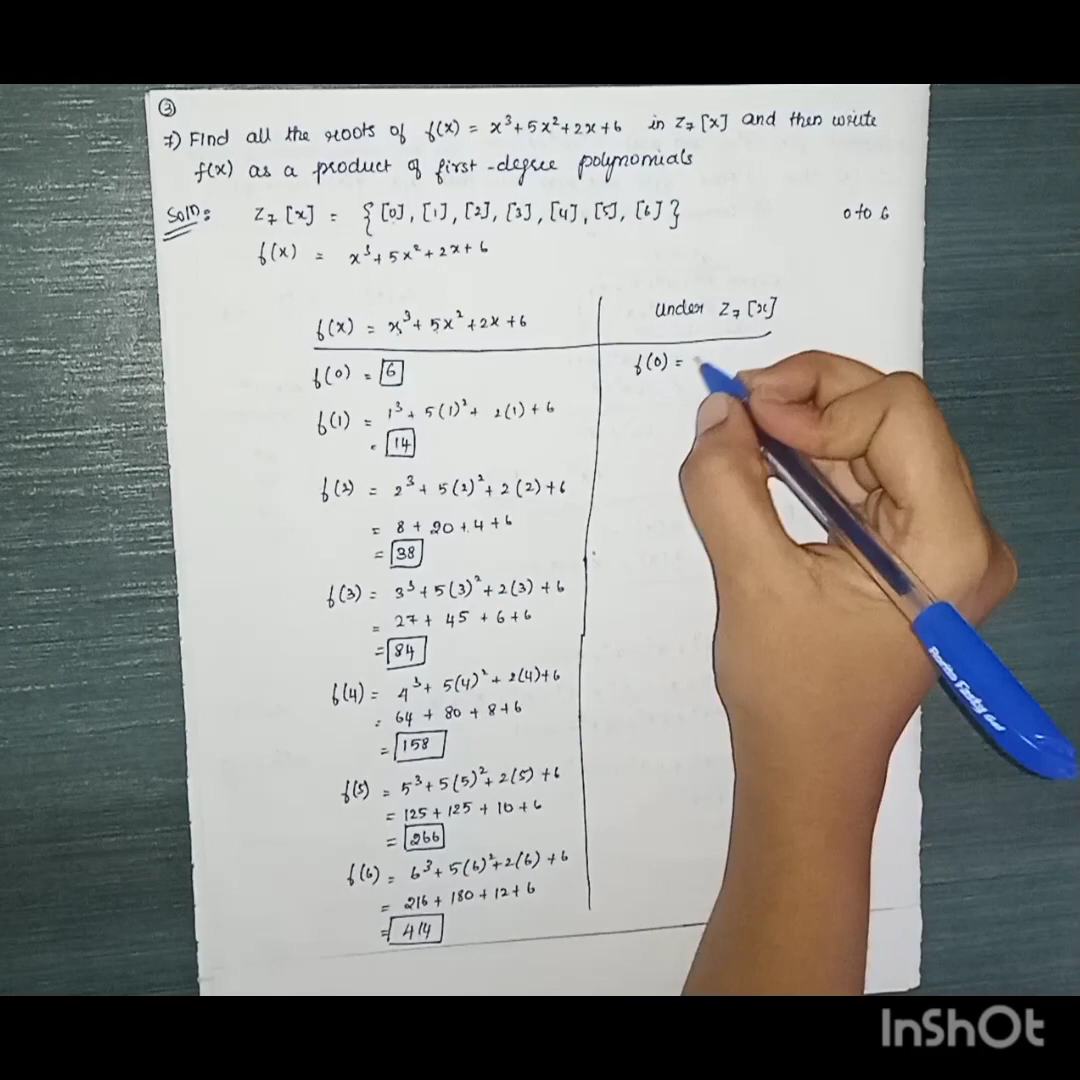 ③
7) Find all the roots of f(x) = x³+5x²+2x+6 in Z₇[x] and then write
f(x) as a product of first-degree polynomials
Soln:
Z₇[x] = {[0], [1], [2], [3], [4], [5], [6]}
0 to 6
f(x) = x³+5x²+2x+6
f(x) = x³+5x²+2x+6
f(0) = 6
f(1) = 1³+5(1)²+2(1)+6
= 14
f(2) = 2³+5(2)²+2(2)+6
= 8+20+4+6
= 38
f(3) = 3³+5(3)²+2(3)+6
= 27+45+6+6
= 84
f(4) = 4³+5(4)²+2(4)+6
= 64+80+8+6
= 158
f(5) = 5³+5(5)²+2(5)+6
= 125+125+10+6
= 266
f(6) = 6³+5(6)²+2(6)+6
= 216+180+12+6
= 414
Under Z₇[x]
f(0) =
InShOt